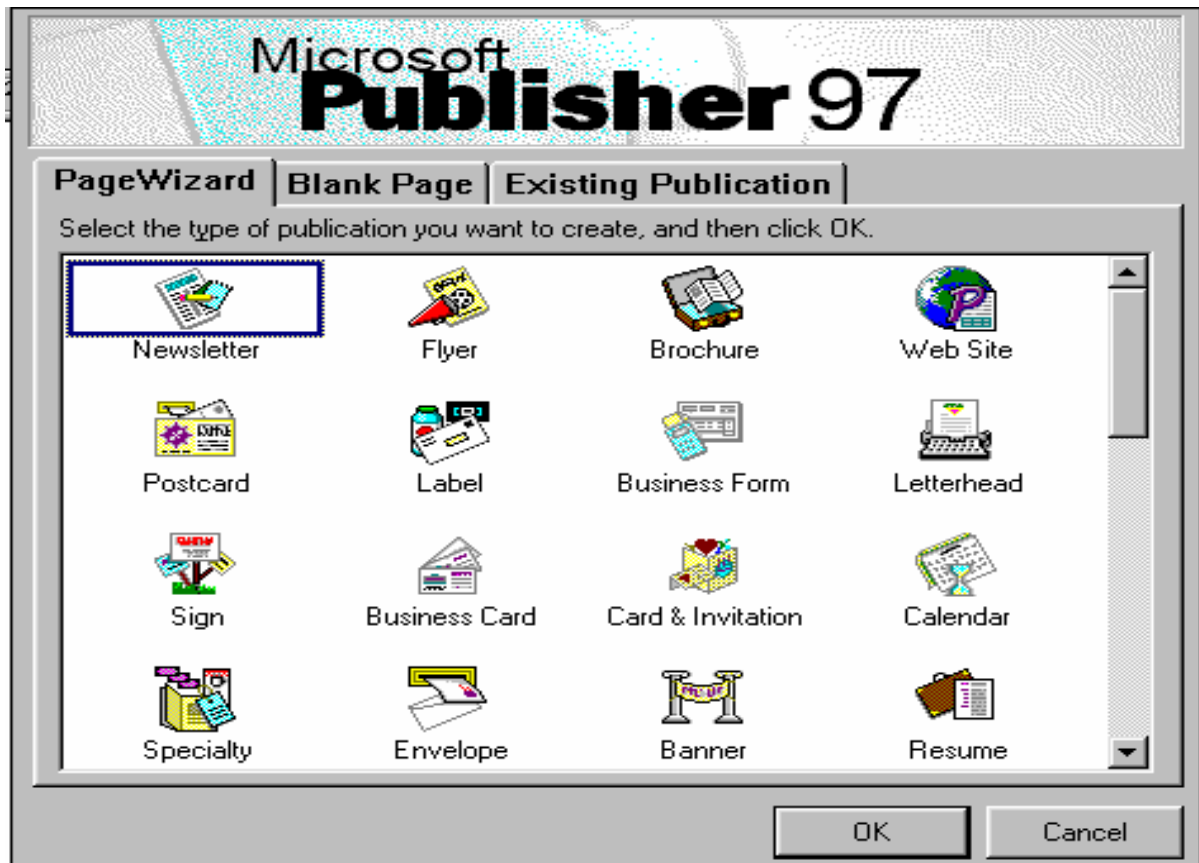 Microsoft
Publisher 97
PageWizard Blank Page Existing Publication
Select the type of publication you want to create, and then click OK.
Newsletter Flyer Brochure Web Site
Postcard Label Business Form Letterhead
Sign Business Card Card & Invitation Calendar
Specialty Envelope Banner Resume
OK Cancel